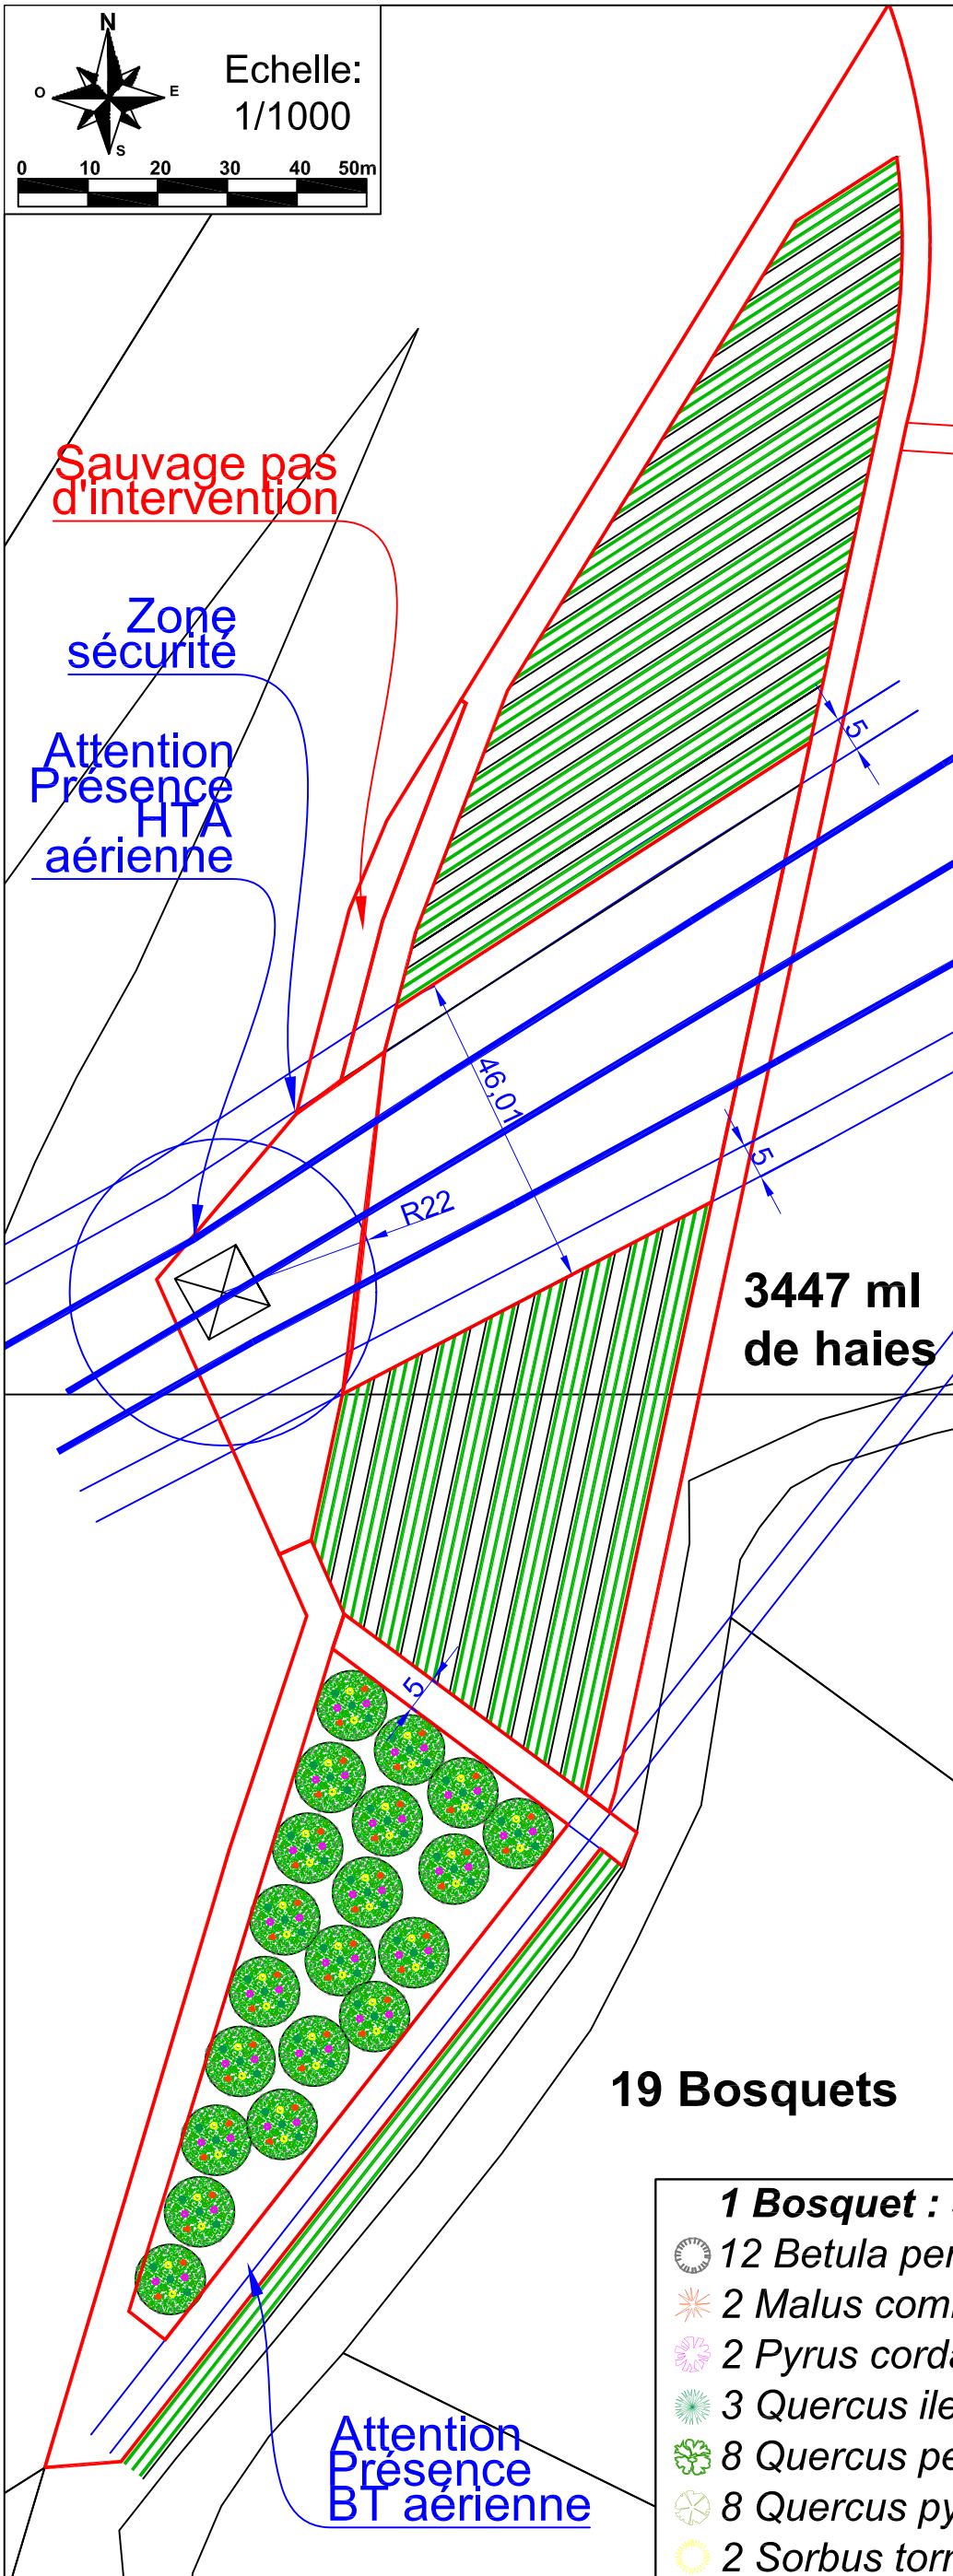 N
O
E
S
Echelle:
1/1000
0 10 20 30 40 50m
Sauvage pas
d'intervention
Zone
sécurité
Attention
Présence
HTA
aérienne
5
46,01
5
R22
3447 ml
de haies
5
19 Bosquets
1 Bosquet :
12 Betula
2 Malus
2 Pyrus
3 Quercus
8 Quercus
8 Quercus
2 Sorbus
Attention
Présence
BT aérienne